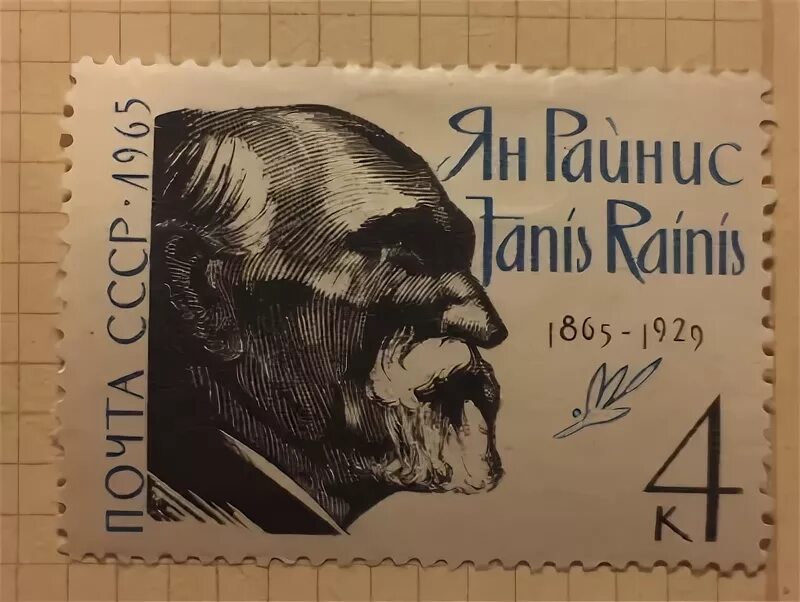 ПОЧТА СССР · 1965
Ян Райнис
Janis Rainis
1865-1929
4
к